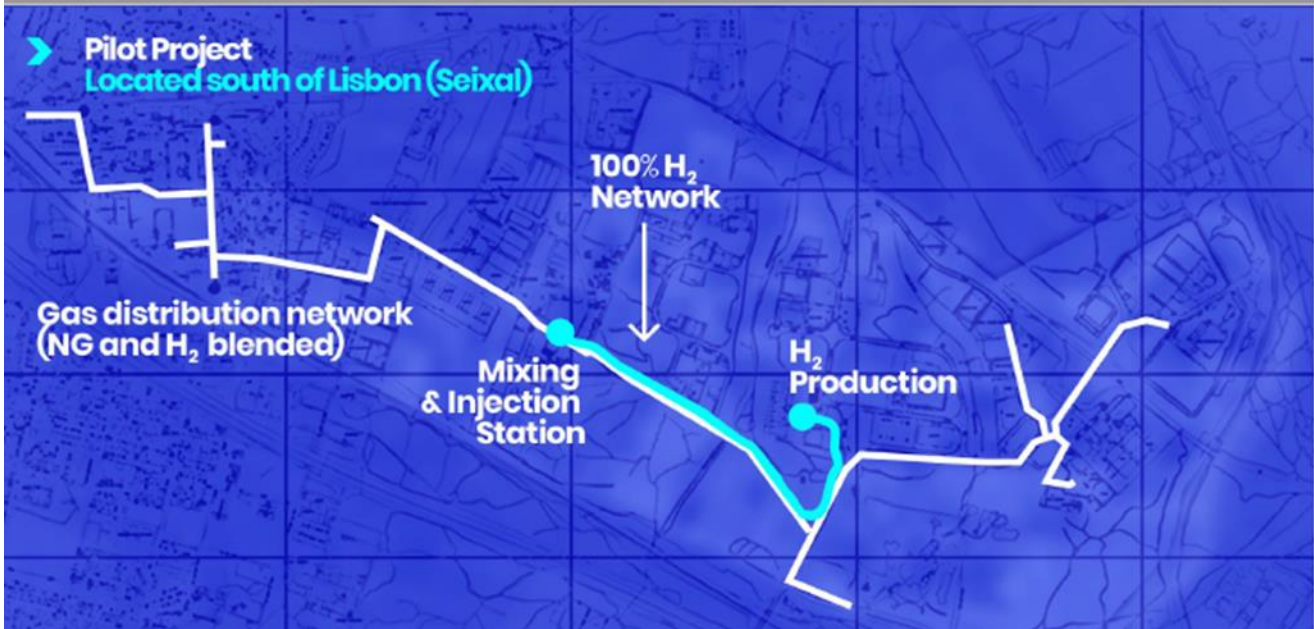 Pilot Project
Located south of Lisbon (Seixal)
100% H₂
Network
Gas distribution network
(NG and H₂ blended)
Mixing
& Injection
Station
H₂
Production